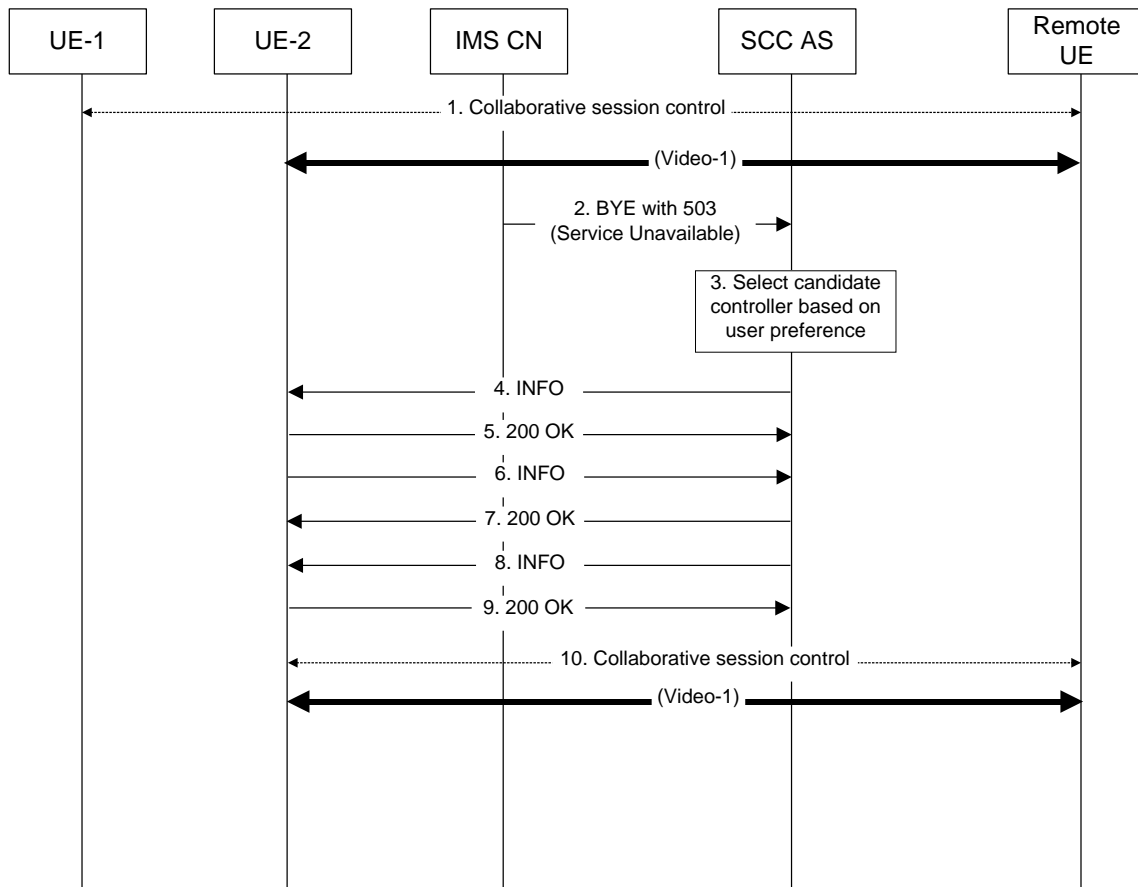 UE-1
UE-2
IMS CN
SCC AS
Remote
UE
1. Collaborative session control
(Video-1)
2. BYE with 503
(Service Unavailable)
3. Select candidate
controller based on
user preference
4. INFO
5. 200 OK
6. INFO
7. 200 OK
8. INFO
9. 200 OK
10. Collaborative session control
(Video-1)